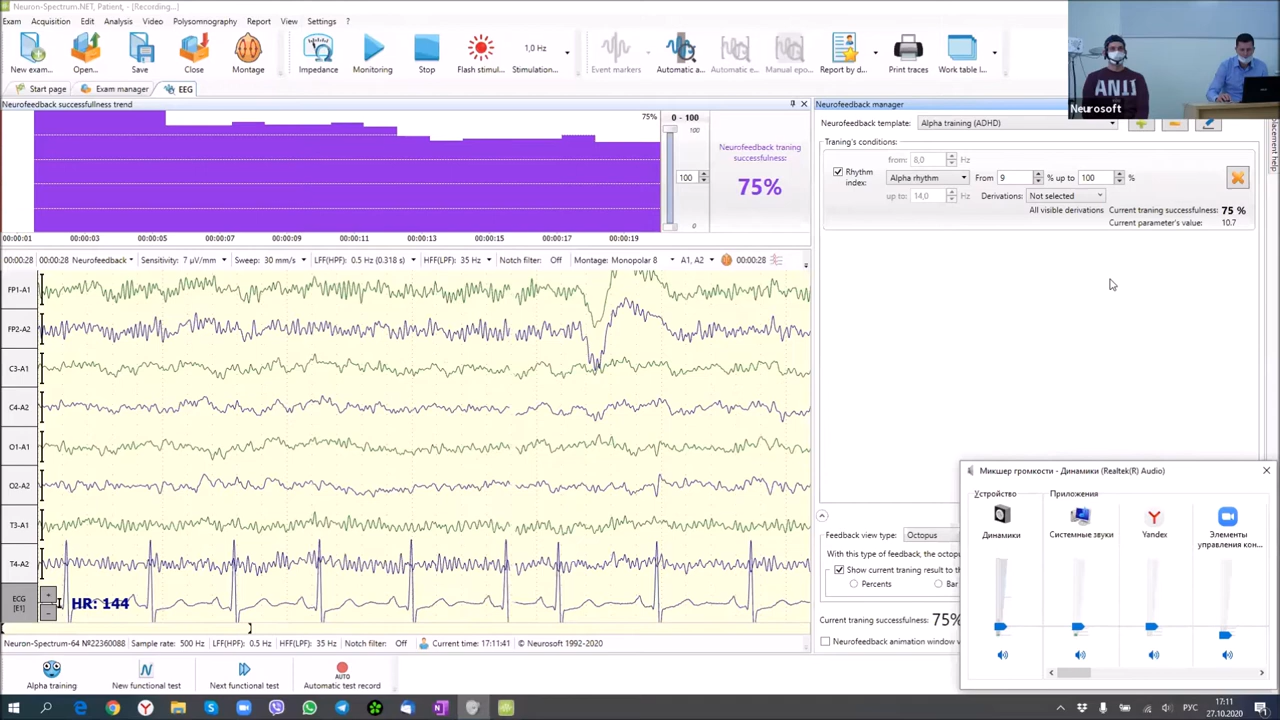 Neuron-Spectrum.NET, Patient, - [Recording...]
Exam Acquisition Edit Analysis Video Polysomnography Report View Settings ?
New exam... Open... Save Close Montage Impedance Monitoring Stop Flash stimul... 1,0 Hz Stimulation... Event markers Automatic a... Automatic e... Manual epo... Report by d... Print traces Work table l...
Neurosoft
Start page Exam manager EEG
Neurofeedback successfullness trend
75%
0 - 100
100
100
0
Neurofeedback traning
successfulness:
75%
00:00:01 00:00:03 00:00:05 00:00:07 00:00:09 00:00:11 00:00:13 00:00:15 00:00:17 00:00:19
Neurofeedback manager
Neurofeedback template: Alpha training (ADHD)
Traning's conditions:
from: 8,0 Hz
Rhythm
index:
Alpha rhythm From 9 % up to 100 %
up to: 14,0 Hz Derivations: Not selected
All visible derivations Current traning successfulness: 75 %
Current parameter's value: 10.7
00:00:28 00:00:28 Neurofeedback Sensitivity: 7 µV/mm Sweep: 30 mm/s LFF(HPF): 0.5 Hz (0.318 s) HFF(LPF): 35 Hz Notch filter: Off Montage: Monopolar 8 A1, A2 00:00:28
FP1-A1
FP2-A2
C3-A1
C4-A2
O1-A1
O2-A2
T3-A1
T4-A2
ECG
[E1]
HR: 144
Neuron-Spectrum-64 №22360088 Sample rate: 500 Hz LFF(HPF): 0.5 Hz HFF(LPF): 35 Hz Notch filter: Off Current time: 17:11:41 © Neurosoft 1992-2020
Feedback view type: Octopus
With this type of feedback, the octopu
Show current traning result to the
Percents Bar
Current traning successfulness: 75%
Neurofeedback animation window v
Микшер громкости - Динамики (Realtek(R) Audio)
Устройство Приложения
Динамики Системные звуки Yandex Элементы
управления кон...
Alpha training New functional test Next functional test AUTO
Automatic test record
РУС 17:11
27.10.2020